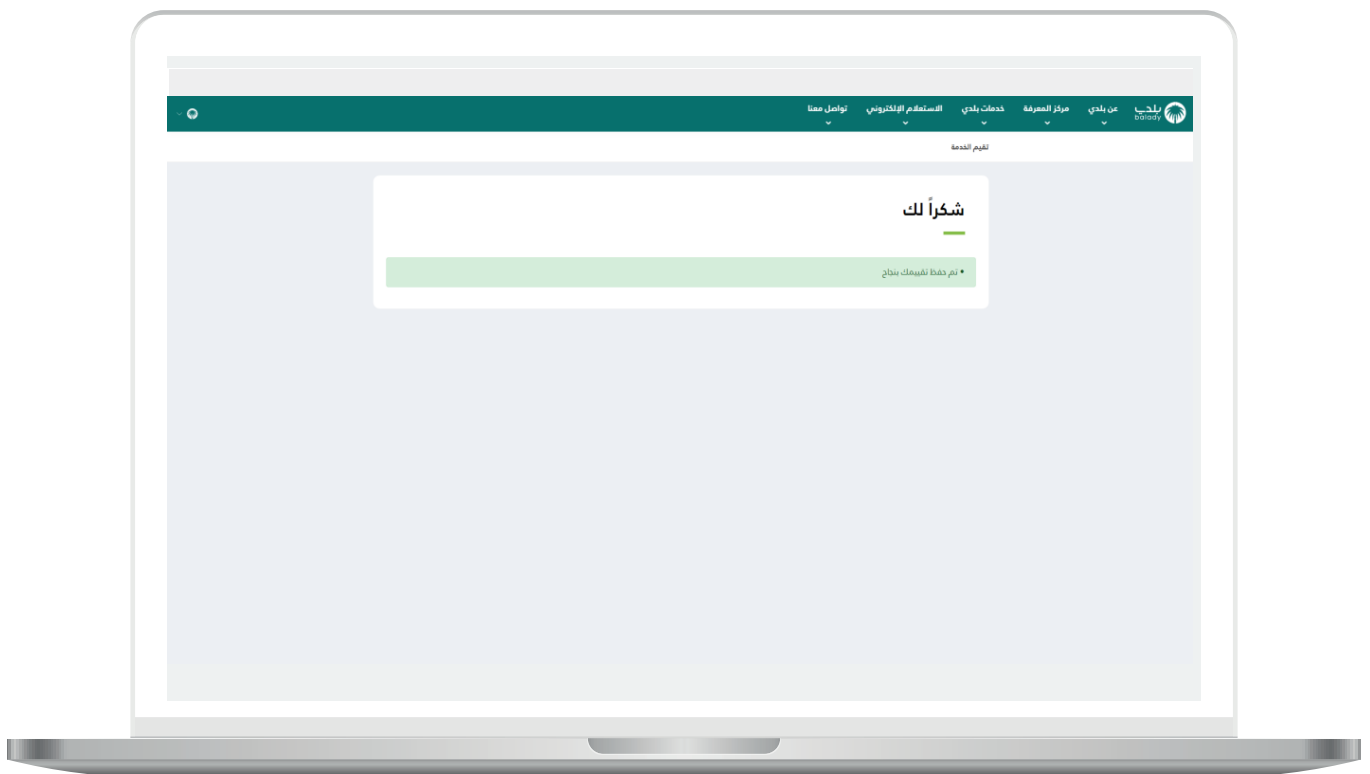 بلدي
balady
عن بلدي
مركز المعرفة
خدمات بلدي
الاستعلام الإلكتروني
تواصل معنا
تقيم الخدمة
شكراً لك
• تم حفظ تقييمك بنجاح